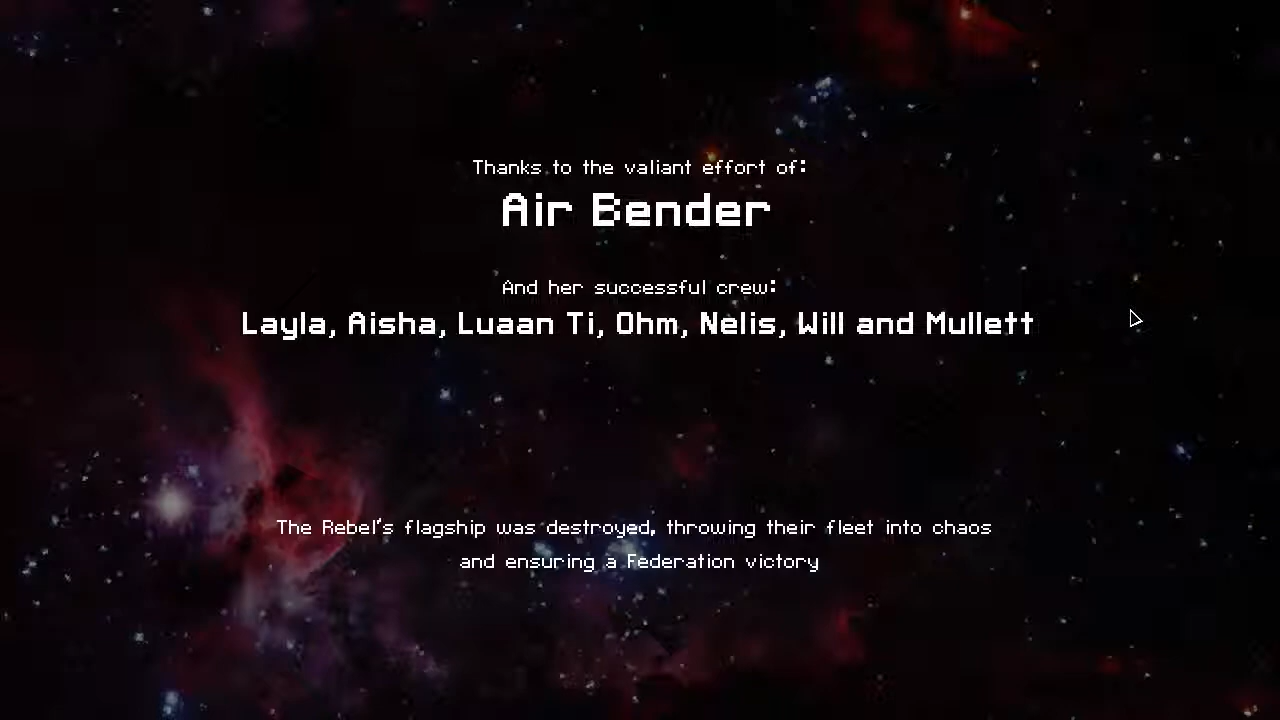 Thanks to the valiant effort of:
Air Bender
And her successful crew:
Layla, Aisha, Luaan Ti, Ohm, Nelis, Will and Mullett
The Rebel's flagship was destroyed, throwing their fleet into chaos
and ensuring a Federation victory